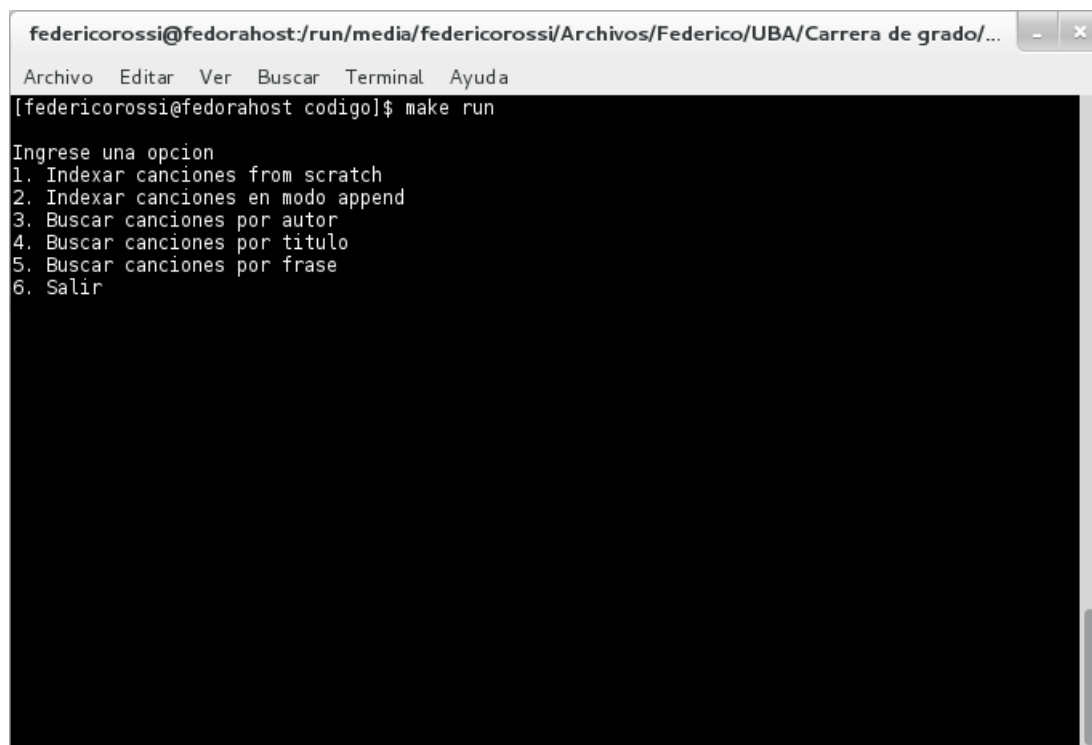 federicorossi@fedorahost:/run/media/federicorossi/Archivos/Federico/UBA/Carrera de grado/...
Archivo Editar Ver Buscar Terminal Ayuda
[federicorossi@fedorahost codigo]$ make run
Ingrese una opcion
1. Indexar canciones from scratch
2. Indexar canciones en modo append
3. Buscar canciones por autor
4. Buscar canciones por titulo
5. Buscar canciones por frase
6. Salir